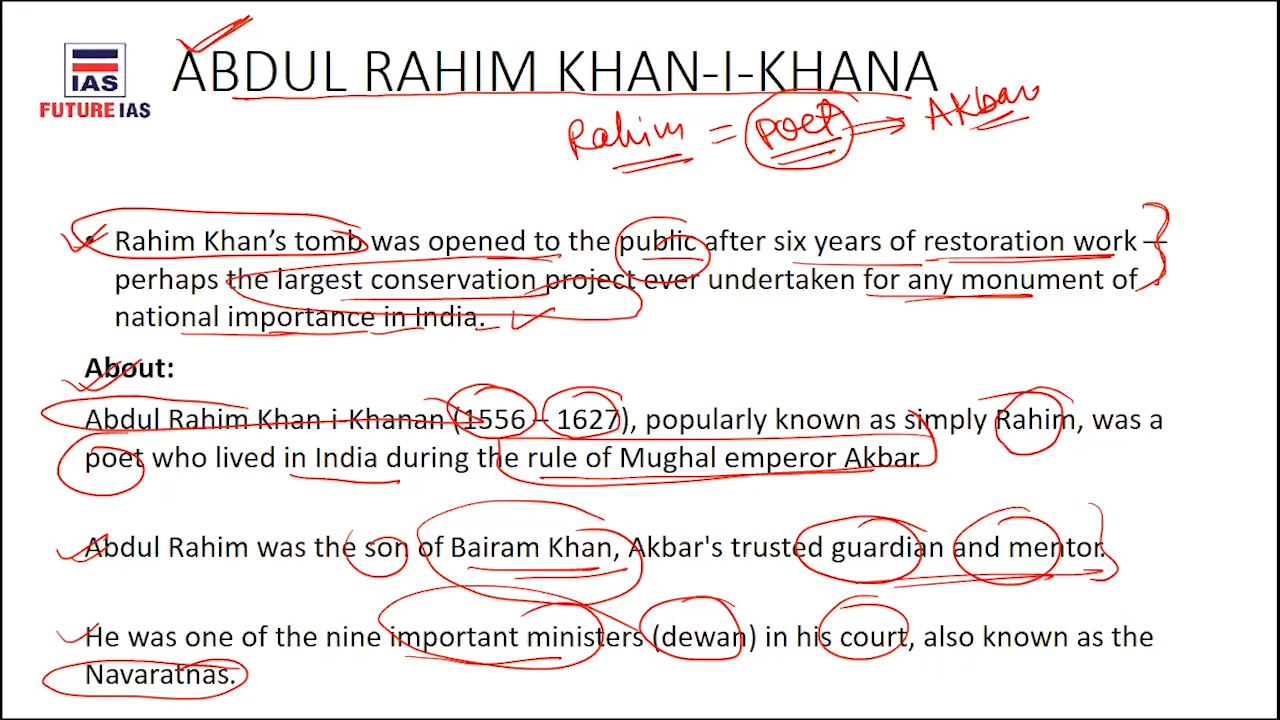 IAS
FUTURE IAS
ABDUL RAHIM KHAN-I-KHANA
Rahim = poet → Akbar
• Rahim Khan's tomb was opened to the public after six years of restoration work —
perhaps the largest conservation project ever undertaken for any monument of
national importance in India.
About:
Abdul Rahim Khan-i-Khanan (1556 – 1627), popularly known as simply Rahim, was a
poet who lived in India during the rule of Mughal emperor Akbar.
Abdul Rahim was the son of Bairam Khan, Akbar's trusted guardian and mentor.
He was one of the nine important ministers (dewan) in his court, also known as the
Navaratnas.